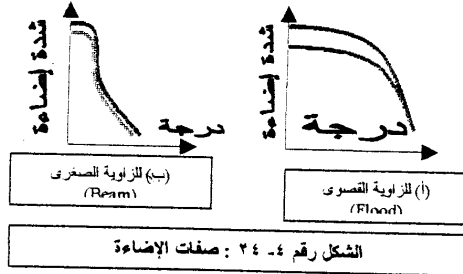 شدة إضاءة
درجة
(أ) للزاوية القصوى
(Flood)
شدة إضاءة
درجة
(ب) للزاوية الصغرى
(Beam)
الشكل رقم ٤- ٢٤ : صفات الإضاءة